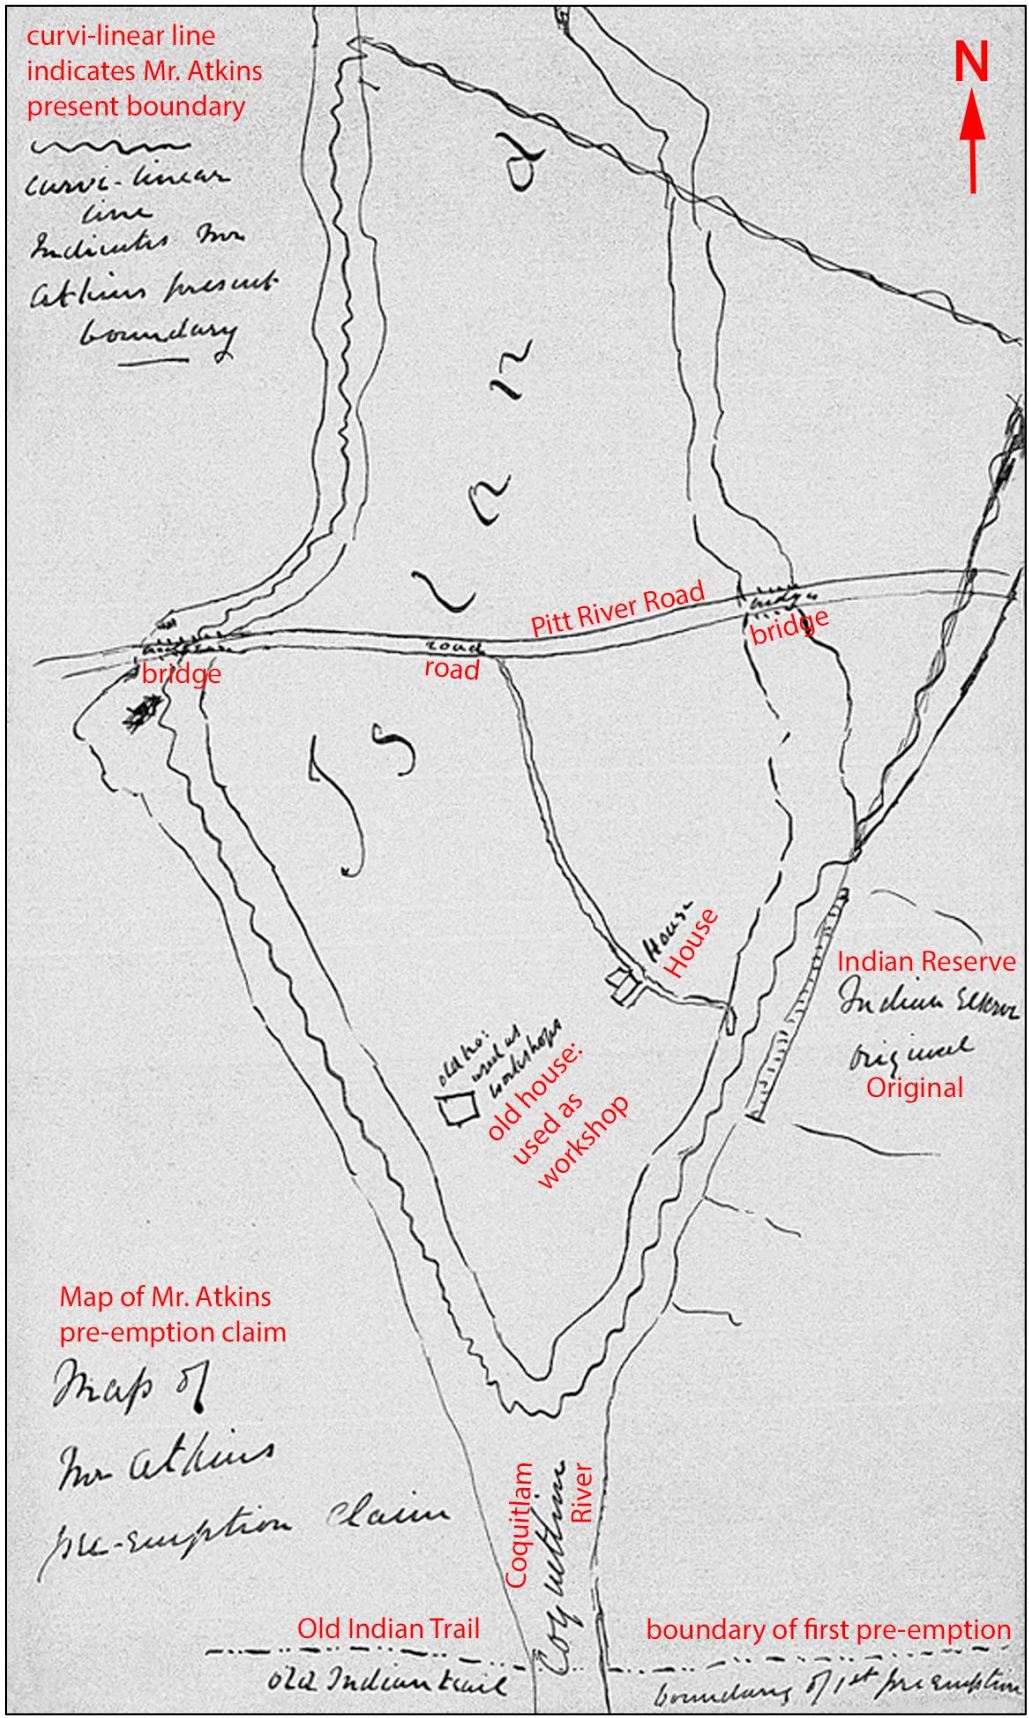 curvi-linear line
indicates Mr. Atkins
present boundary
curvi-linear
line
Indicates Mr
Atkins present
boundary
N
Island
Pitt River Road
bridge
bridge
bridge
road
road
House
House
old ho:
used as
workshops
old house:
used as
workshop
Indian Reserve
Indian Reserve
original
Original
Map of Mr. Atkins
pre-emption claim
Map of
Mr Atkins
pre-emption claim
Coquitlam
River
Old Indian Trail
old Indian trail
boundary of first pre-emption
boundary of 1st pre emption